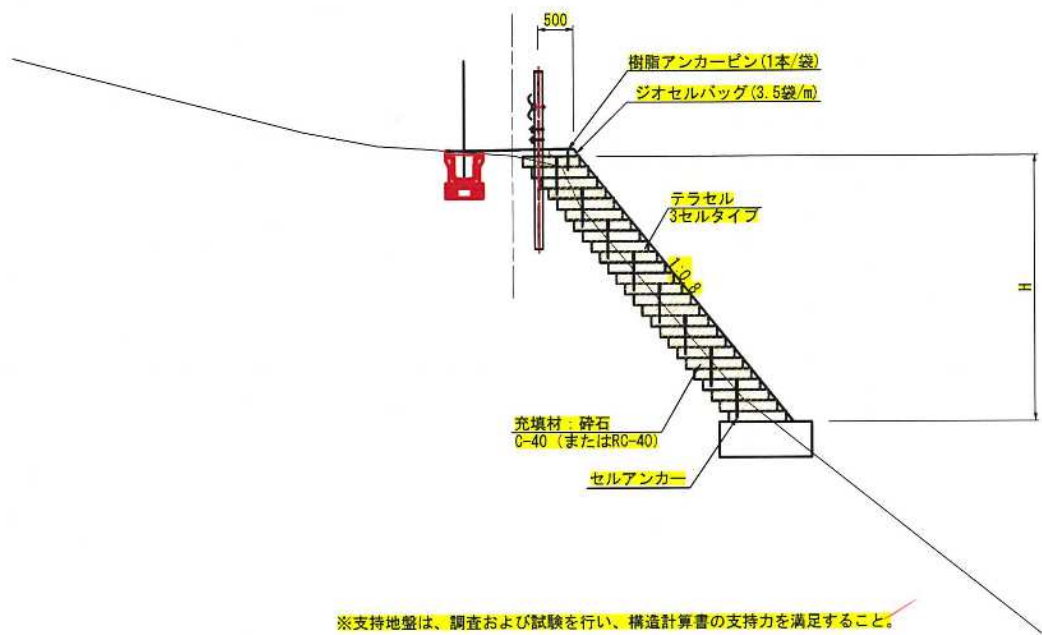 500
樹脂アンカーピン(1本/袋)
ジオセルバッグ(3.5袋/m)
テラセル
3セルタイプ
1:0.8
H
充填材：砕石
C-40 (またはRC-40)
セルアンカー
※支持地盤は、調査および試験を行い、構造計算書の支持力を満足すること。